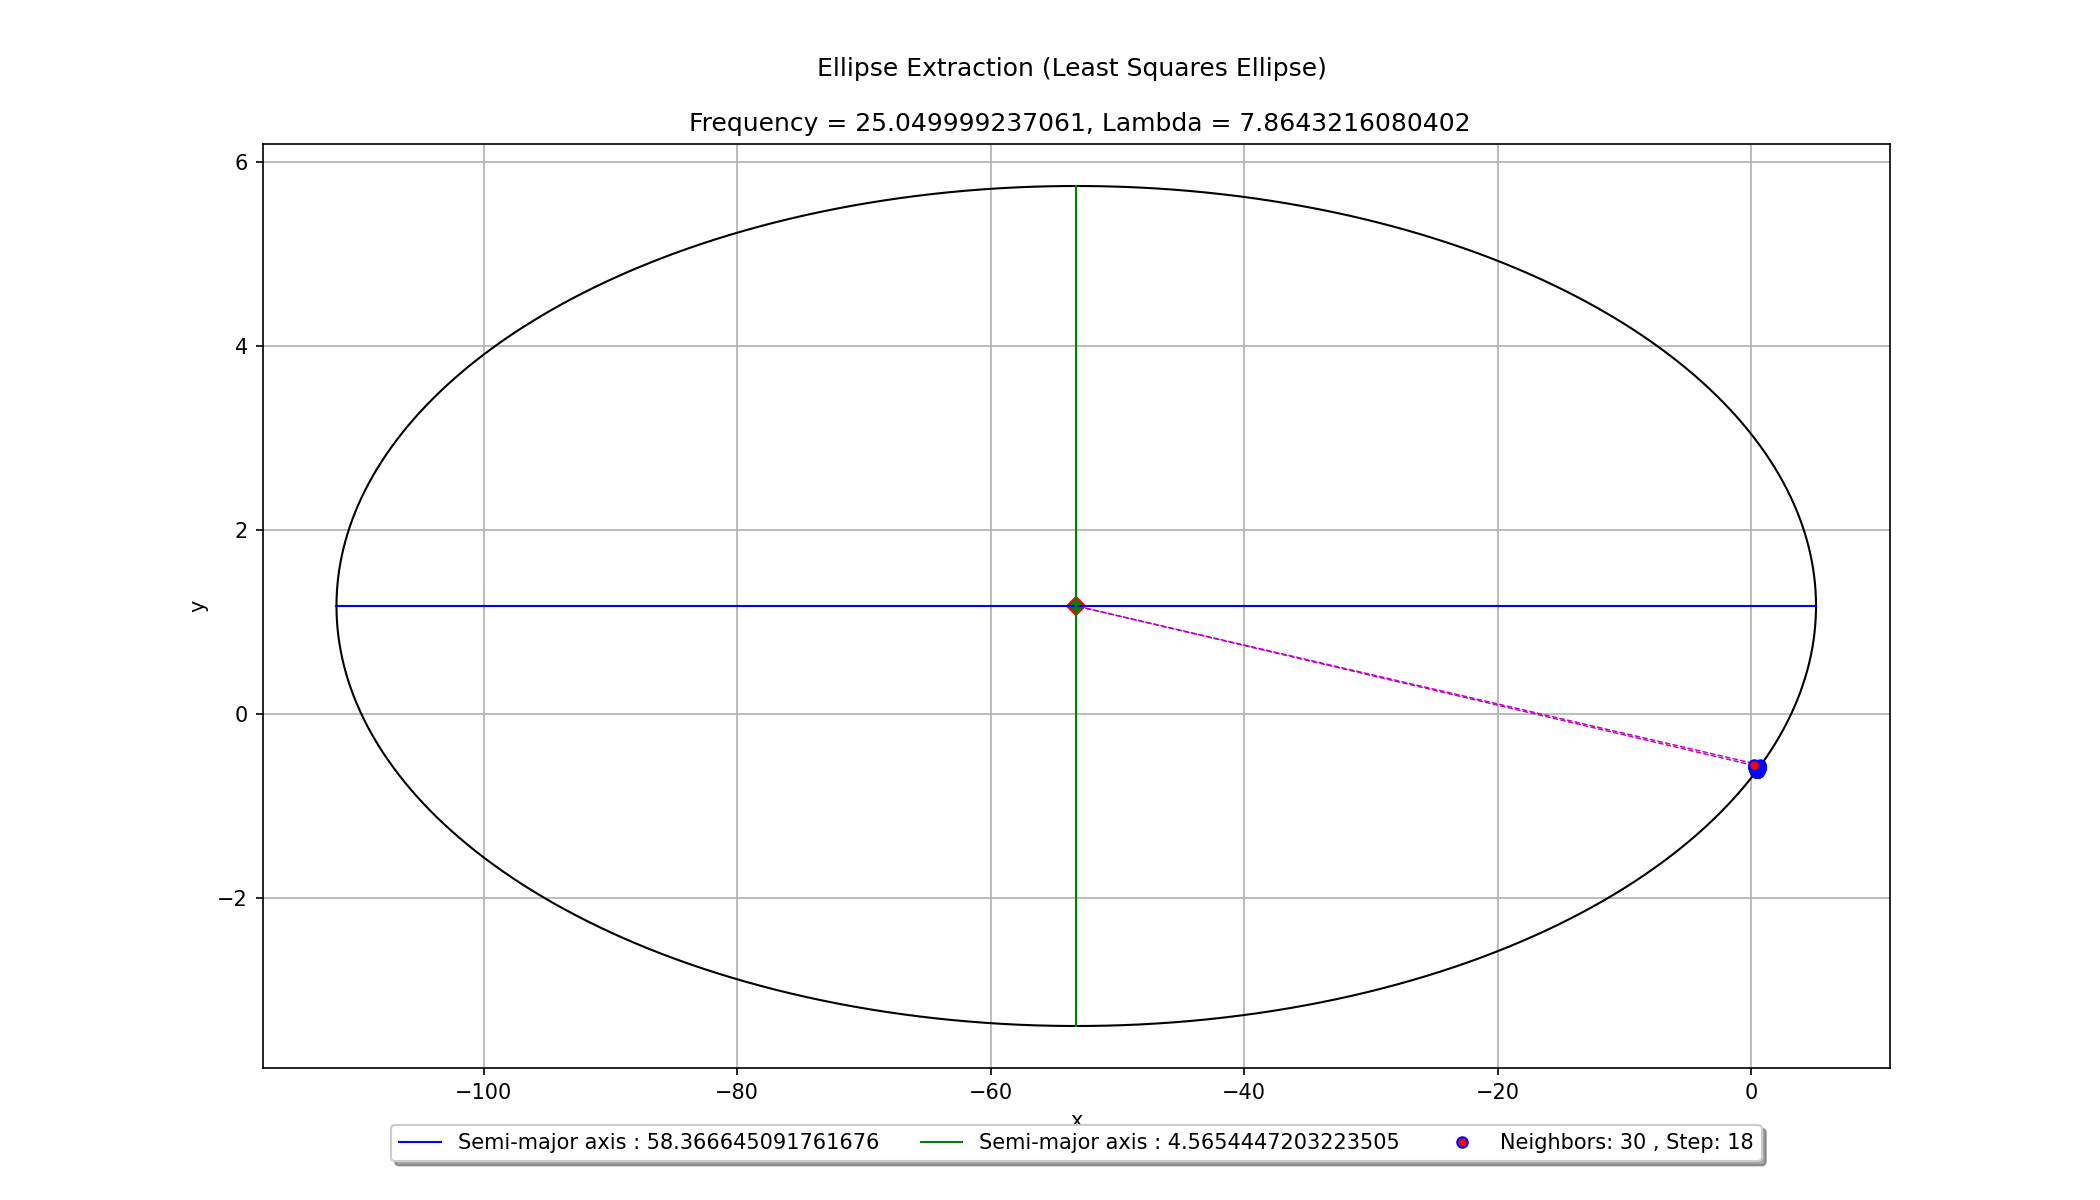 Ellipse Extraction (Least Squares Ellipse)
Frequency = 25.049999237061, Lambda = 7.8643216080402
6
4
2
0
−2
y
−100
−80
−60
−40
−20
0
x
Semi-major axis : 58.366645091761676
Semi-major axis : 4.5654447203223505
Neighbors: 30 , Step: 18